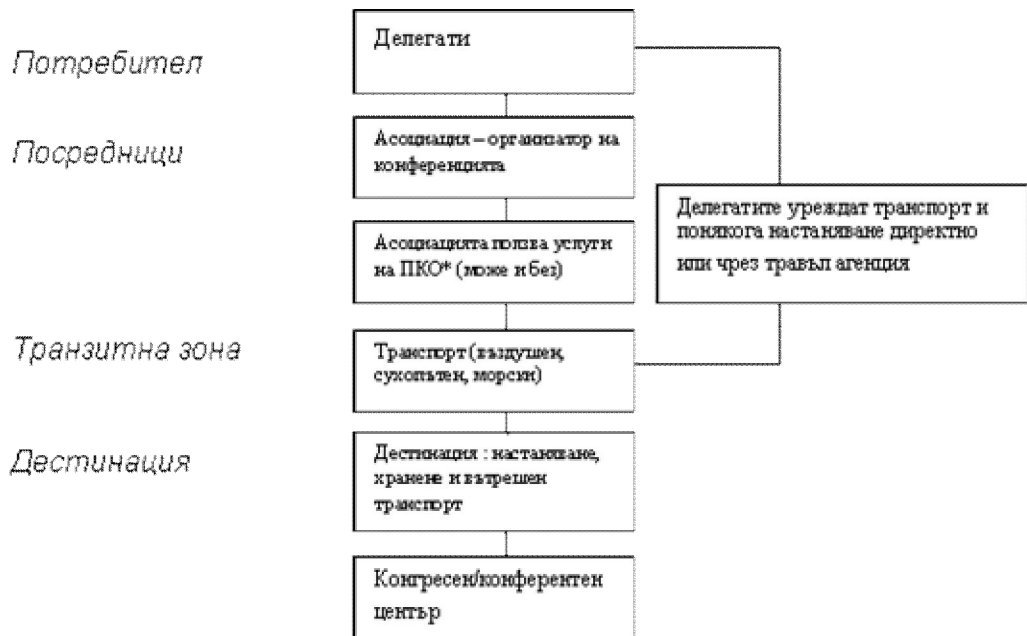 Потребител
Делегати
Посредници
Асоциация – организатор на
конференцията
Делегатите уреждат транспорт и
понякога настаняване директно
или чрез травъл агенция
Асоциацията ползва услуги
на ПКО* (може и без)
Транзитна зона
Транспорт (въздушен,
сухопътен, морски)
Дестинация
Дестинация : настаняване,
хранене и вътрешен
транспорт
Конгресен/конферентен
център